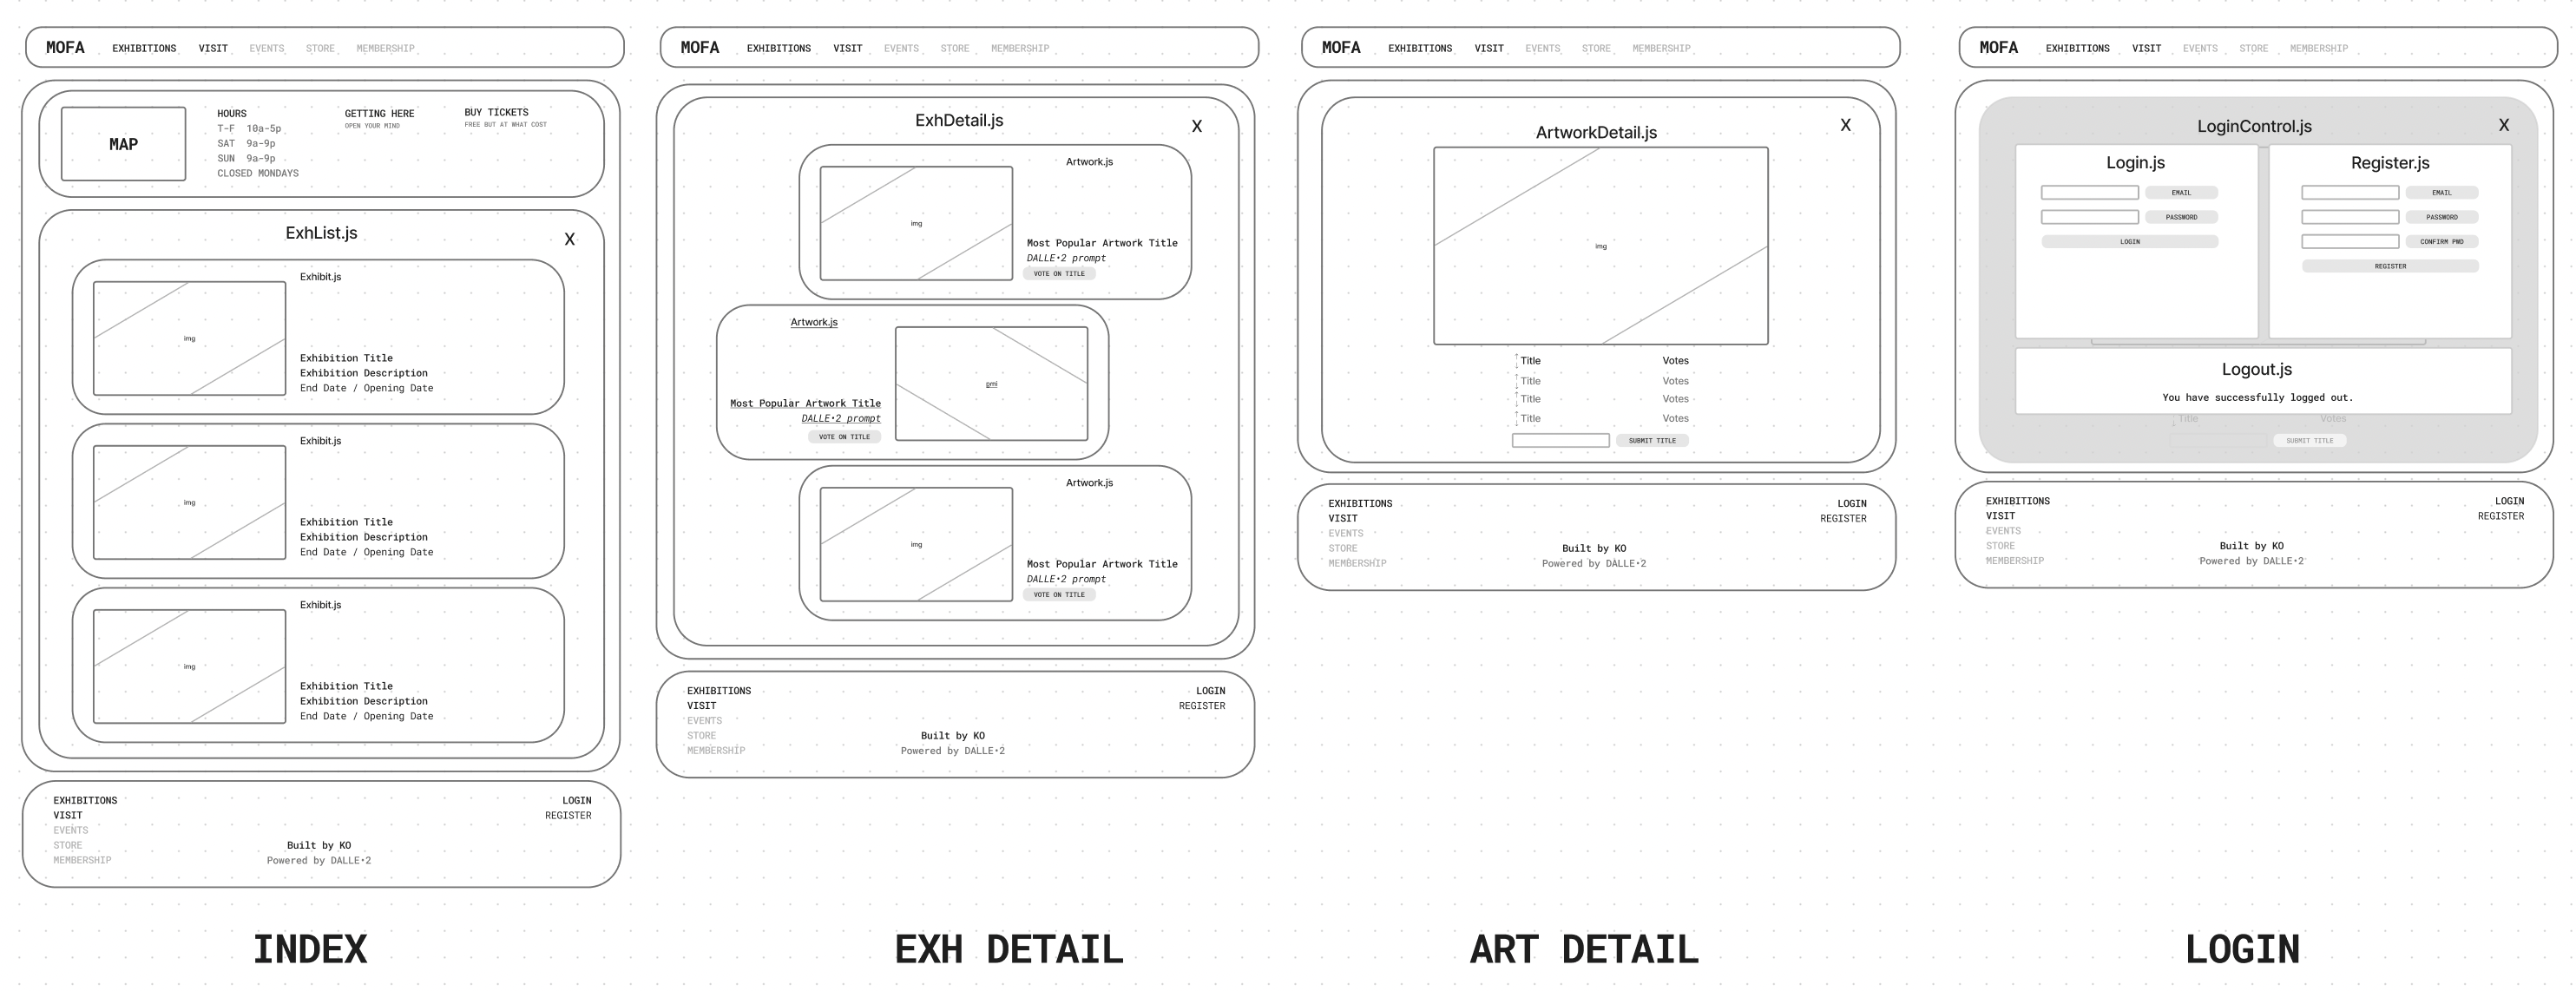 MOFA EXHIBITIONS VISIT EVENTS STORE MEMBERSHIP
MAP
HOURS
T-F 10a-5p
SAT 9a-9p
SUN 9a-9p
CLOSED MONDAYS
GETTING HERE
OPEN YOUR MIND
BUY TICKETS
FREE BUT AT WHAT COST
ExhList.js
X
Exhibit.js
img
Exhibition Title
Exhibition Description
End Date / Opening Date
Exhibit.js
img
Exhibition Title
Exhibition Description
End Date / Opening Date
Exhibit.js
img
Exhibition Title
Exhibition Description
End Date / Opening Date
EXHIBITIONS
VISIT
EVENTS
STORE
MEMBERSHIP
Built by KO
Powered by DALLE•2
LOGIN
REGISTER
INDEX
MOFA EXHIBITIONS VISIT EVENTS STORE MEMBERSHIP
ExhDetail.js
X
Artwork.js
img
Most Popular Artwork Title
DALLE•2 prompt
VOTE ON TITLE
Artwork.js
gmi
Most Popular Artwork Title
DALLE•2 prompt
VOTE ON TITLE
Artwork.js
img
Most Popular Artwork Title
DALLE•2 prompt
VOTE ON TITLE
EXHIBITIONS
VISIT
EVENTS
STORE
MEMBERSHIP
Built by KO
Powered by DALLE•2
LOGIN
REGISTER
EXH DETAIL
MOFA EXHIBITIONS VISIT EVENTS STORE MEMBERSHIP
ArtworkDetail.js
X
img
Title Votes
Title Votes
Title Votes
Title Votes
SUBMIT TITLE
EXHIBITIONS
VISIT
EVENTS
STORE
MEMBERSHIP
Built by KO
Powered by DALLE•2
LOGIN
REGISTER
ART DETAIL
MOFA EXHIBITIONS VISIT EVENTS STORE MEMBERSHIP
LoginControl.js
X
Login.js
EMAIL
PASSWORD
LOGIN
Register.js
EMAIL
PASSWORD
CONFIRM PWD
REGISTER
Logout.js
You have successfully logged out.
Title Votes
SUBMIT TITLE
EXHIBITIONS
VISIT
EVENTS
STORE
MEMBERSHIP
Built by KO
Powered by DALLE•2
LOGIN
REGISTER
LOGIN